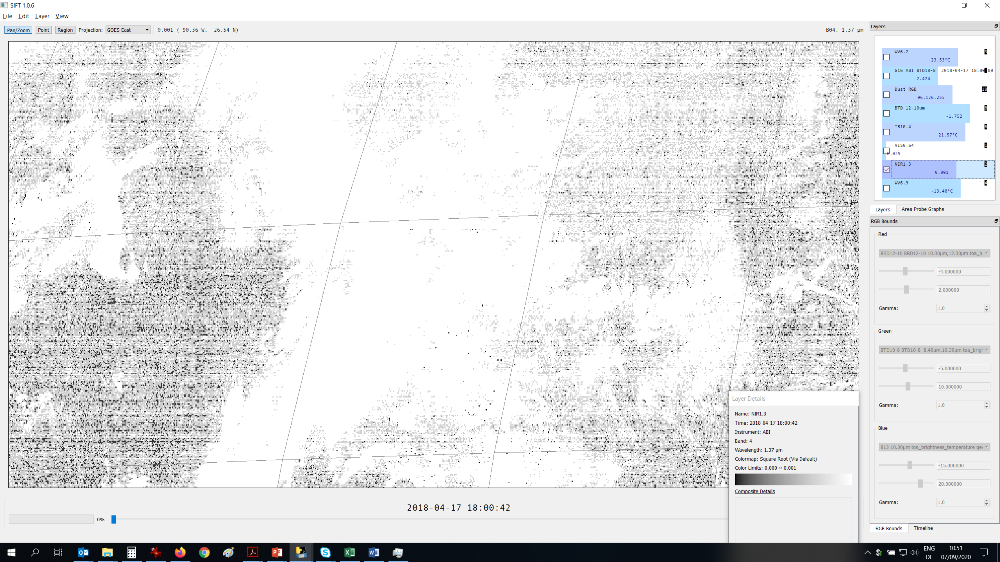 SIFT 1.0.6
File Edit Layer View
Pan/Zoom Point Region Projection: GOES East 0.001 ( 90.36 W, 26.54 N) B04, 1.37 μm
Layers
WV6.2 3
-23.53°C
G16 ABI BTD10-8 2018-04-17 18:00:00
2.424
Dust RGB 10
96,126,255
BTD 12-10um 8
-1.752
IR10.4 6
21.57°C
VIS0.64 1
0.029
NIR1.3 2
0.001
WV6.9 4
-13.48°C
Layers Area Probe Graphs
RGB Bounds
Red
BRD12-10 BRD12-10 10.30μm,12.30μm toa_b
-4.000000
2.000000
Gamma: 1.0
Green
BTD10-8 BTD10-8 8.40μm,10.30μm toa_brigl
-5.000000
10.000000
Gamma: 1.0
Blue
B13 10.30μm toa_brightness_temperature ge
-15.000000
20.000000
Gamma: 1.0
RGB Bounds Timeline
Layer Details
Name: NIR1.3
Time: 2018-04-17 18:00:42
Instrument: ABI
Band: 4
Wavelength: 1.37 μm
Colormap: Square Root (Vis Default)
Color Limits: 0.000 ~ 0.001
Composite Details
2018-04-17 18:00:42
0%
ENG
DE
10:51
07/09/2020